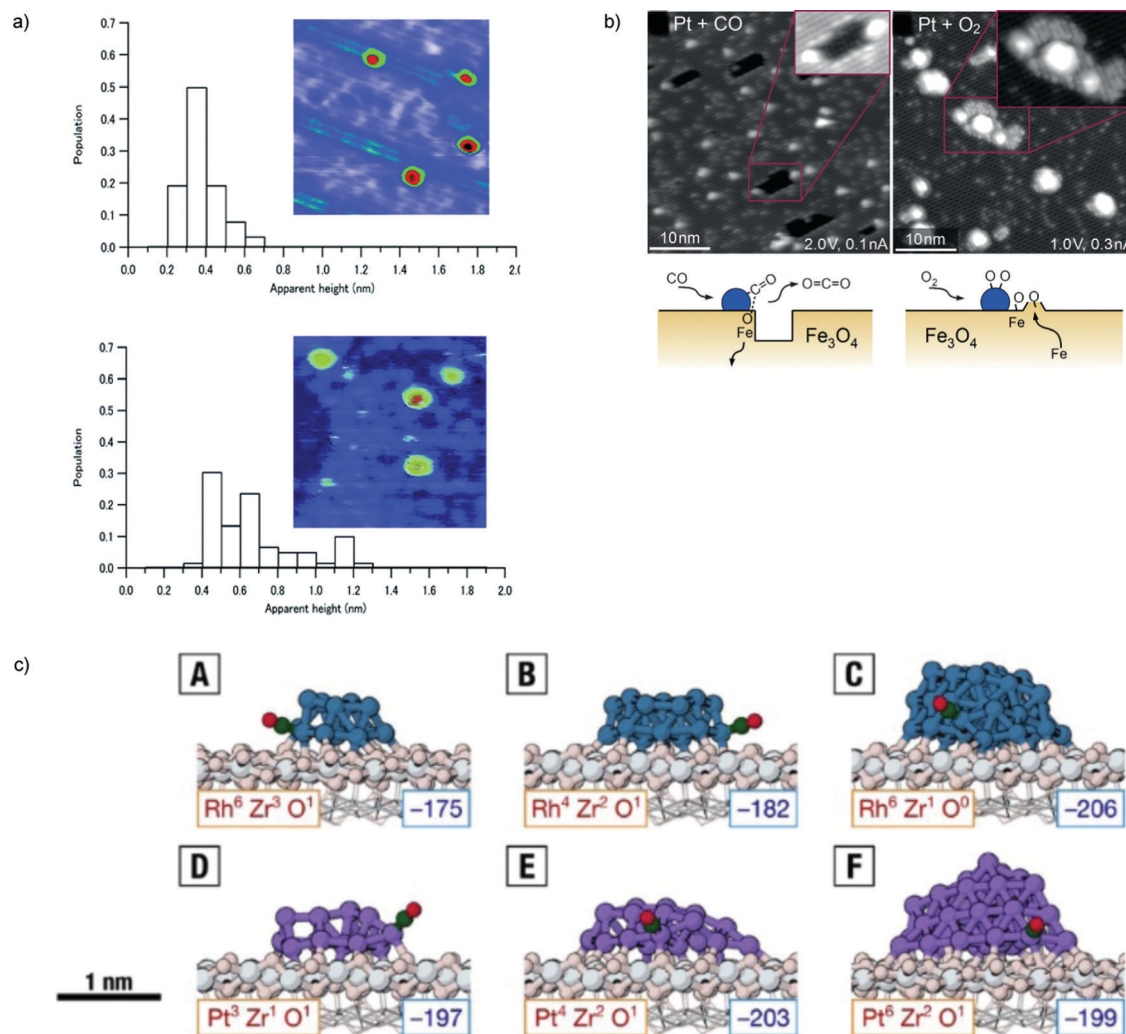 a)
0.7
0.6
0.5
0.4
0.3
0.2
0.1
0.0
Population
0.0 0.2 0.4 0.6 0.8 1.0 1.2 1.4 1.6 1.8 2.0
Apparent height (nm)
0.7
0.6
0.5
0.4
0.3
0.2
0.1
0.0
Population
0.0 0.2 0.4 0.6 0.8 1.0 1.2 1.4 1.6 1.8 2.0
Apparent height (nm)
b)
Pt + CO
10nm
2.0V, 0.1nA
Pt + O₂
10nm
1.0V, 0.3nA
CO
C O
O=C=O
O
Fe
Fe₃O₄
O₂
O O
O O
Fe
Fe₃O₄
Fe
c)
A
Rh⁶ Zr³ O¹
−175
B
Rh⁴ Zr² O¹
−182
C
Rh⁶ Zr¹ O⁰
−206
D
Pt³ Zr¹ O¹
−197
E
Pt⁴ Zr² O¹
−203
F
Pt⁶ Zr² O¹
−199
1 nm